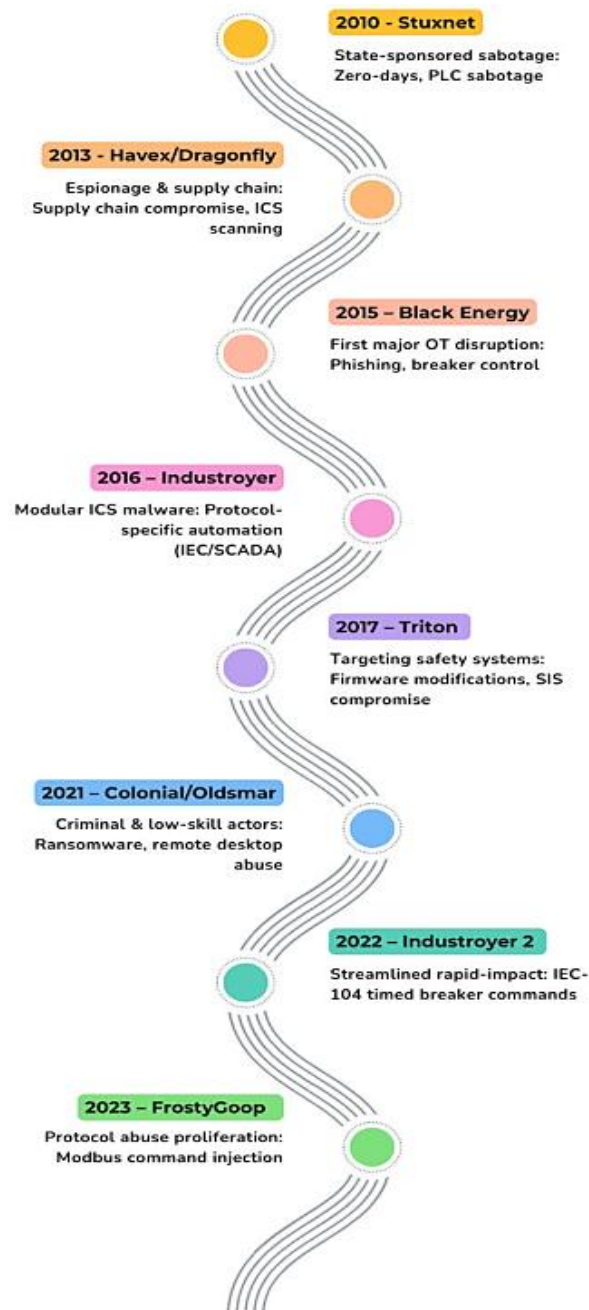 2010 - Stuxnet
State-sponsored sabotage:
Zero-days, PLC sabotage
2013 - Havex/Dragonfly
Espionage & supply chain:
Supply chain compromise, ICS
scanning
2015 – Black Energy
First major OT disruption:
Phishing, breaker control
2016 – Industroyer
Modular ICS malware: Protocol-
specific automation
(IEC/SCADA)
2017 – Triton
Targeting safety systems:
Firmware modifications, SIS
compromise
2021 – Colonial/Oldsmar
Criminal & low-skill actors:
Ransomware, remote desktop
abuse
2022 – Industroyer 2
Streamlined rapid-impact: IEC-
104 timed breaker commands
2023 – FrostyGoop
Protocol abuse proliferation:
Modbus command injection